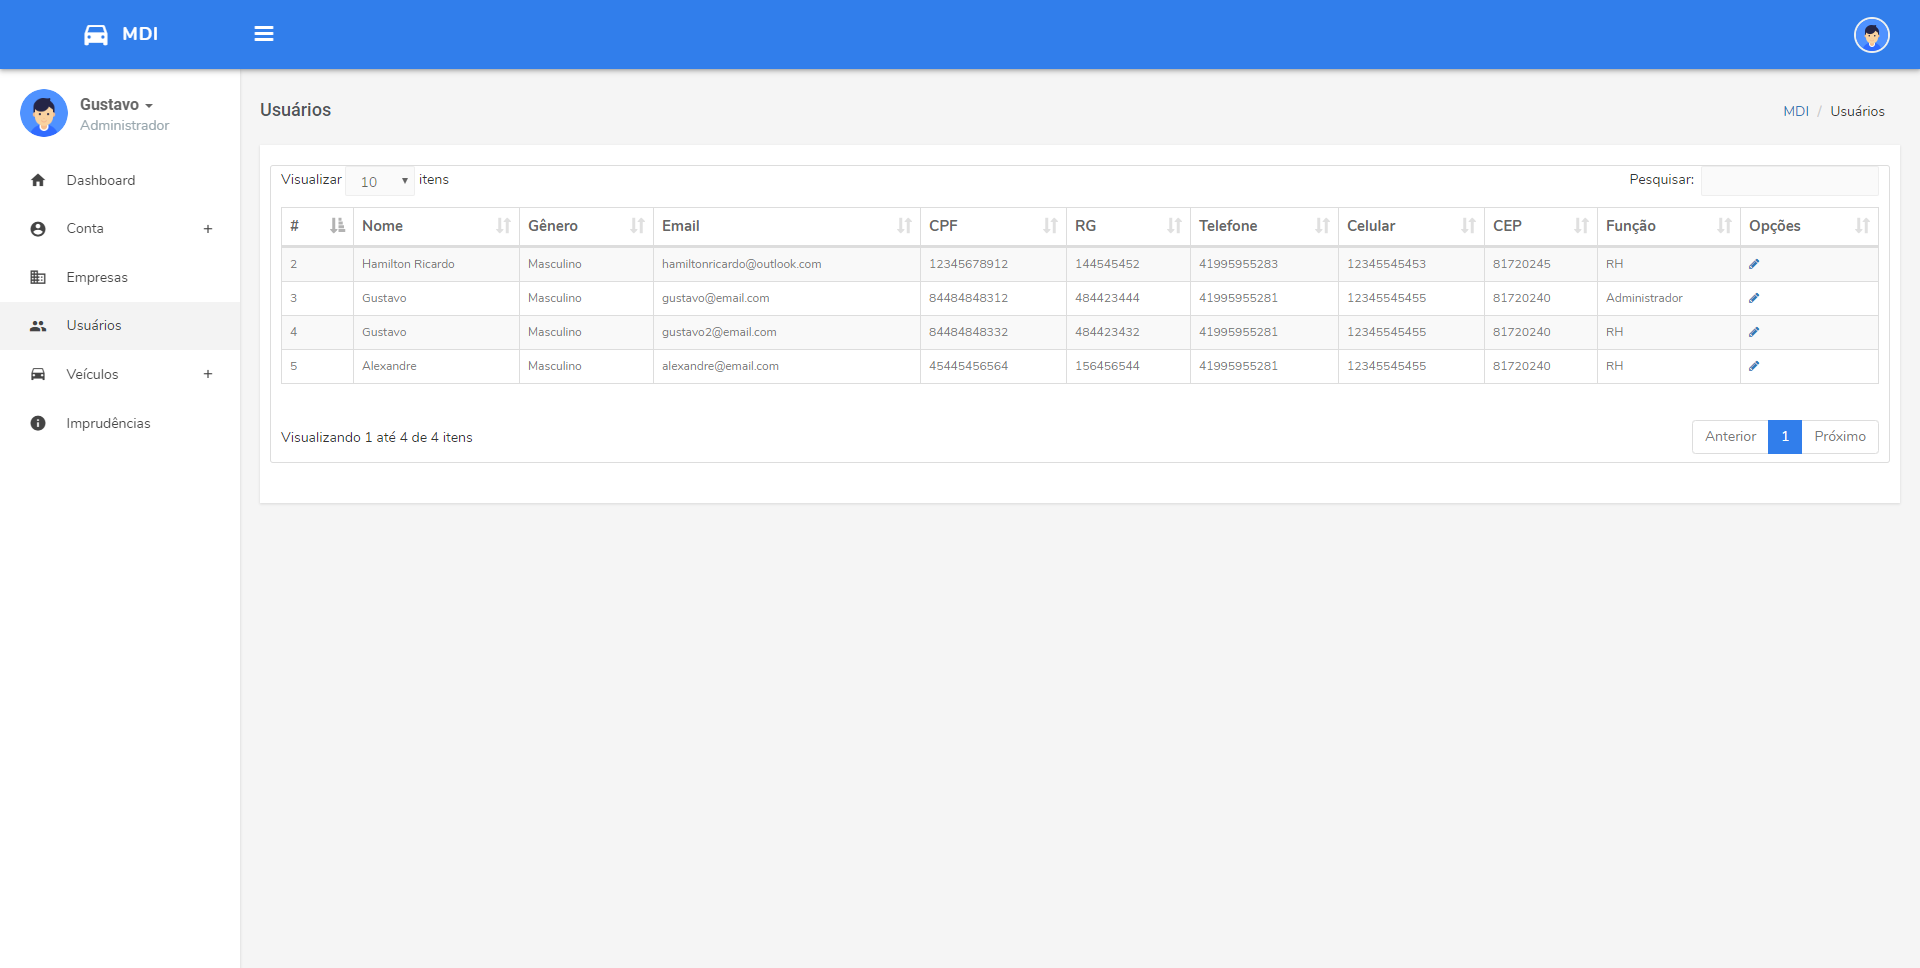 MDI
Gustavo
Administrador
Dashboard
Conta +
Empresas
Usuários
Veículos +
Imprudências
Usuários
MDI / Usuários
Visualizar 10 itens
Pesquisar:
# Nome Gênero Email CPF RG Telefone Celular CEP Função Opções
2 Hamilton Ricardo Masculino hamiltonricardo@outlook.com 12345678912 144545452 41995955283 12345545453 81720245 RH
3 Gustavo Masculino gustavo@email.com 84484848312 484423444 41995955281 12345545455 81720240 Administrador
4 Gustavo Masculino gustavo2@email.com 84484848332 484423432 41995955281 12345545455 81720240 RH
5 Alexandre Masculino alexandre@email.com 45445456564 156456544 41995955281 12345545455 81720240 RH
Visualizando 1 até 4 de 4 itens
Anterior 1 Próximo